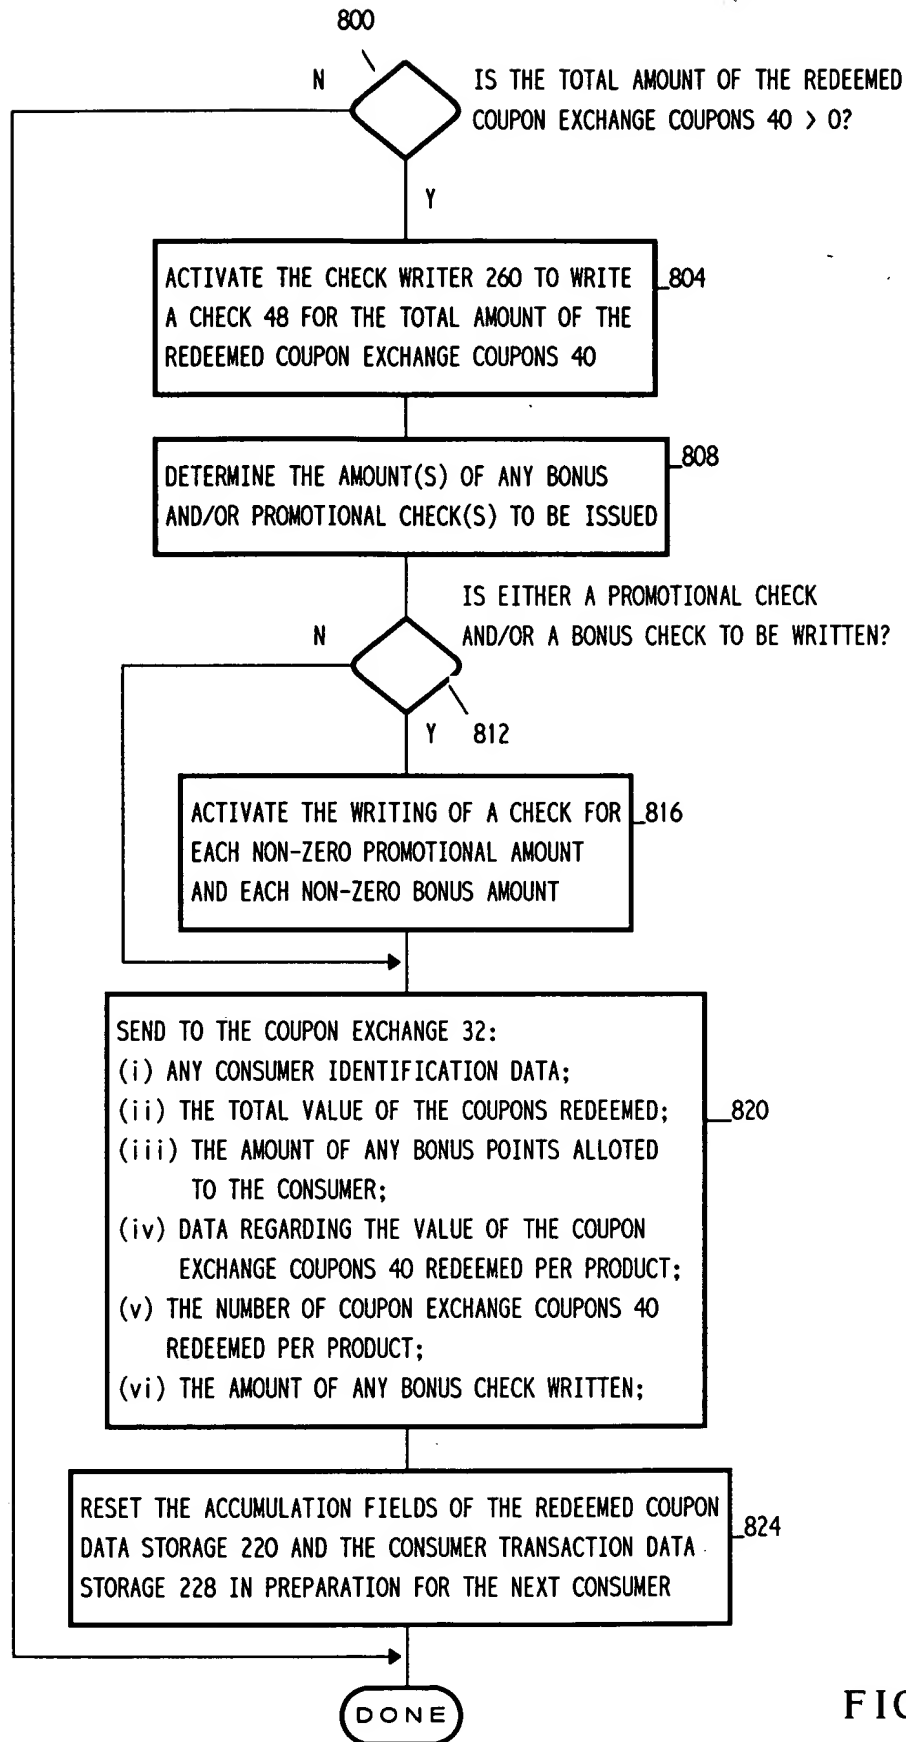 800
N
IS THE TOTAL AMOUNT OF THE REDEEMED
COUPON EXCHANGE COUPONS 40 > 0?
Y
ACTIVATE THE CHECK WRITER 260 TO WRITE
A CHECK 48 FOR THE TOTAL AMOUNT OF THE
REDEEMED COUPON EXCHANGE COUPONS 40
804
DETERMINE THE AMOUNT(S) OF ANY BONUS
AND/OR PROMOTIONAL CHECK(S) TO BE ISSUED
808
IS EITHER A PROMOTIONAL CHECK
AND/OR A BONUS CHECK TO BE WRITTEN?
N
Y
812
ACTIVATE THE WRITING OF A CHECK FOR
EACH NON-ZERO PROMOTIONAL AMOUNT
AND EACH NON-ZERO BONUS AMOUNT
816
SEND TO THE COUPON EXCHANGE 32:
(i) ANY CONSUMER IDENTIFICATION DATA;
(ii) THE TOTAL VALUE OF THE COUPONS REDEEMED;
(iii) THE AMOUNT OF ANY BONUS POINTS ALLOTED
TO THE CONSUMER;
(iv) DATA REGARDING THE VALUE OF THE COUPON
EXCHANGE COUPONS 40 REDEEMED PER PRODUCT;
(v) THE NUMBER OF COUPON EXCHANGE COUPONS 40
REDEEMED PER PRODUCT;
(vi) THE AMOUNT OF ANY BONUS CHECK WRITTEN;
820
RESET THE ACCUMULATION FIELDS OF THE REDEEMED COUPON
DATA STORAGE 220 AND THE CONSUMER TRANSACTION DATA
STORAGE 228 IN PREPARATION FOR THE NEXT CONSUMER
824
DONE
FIG